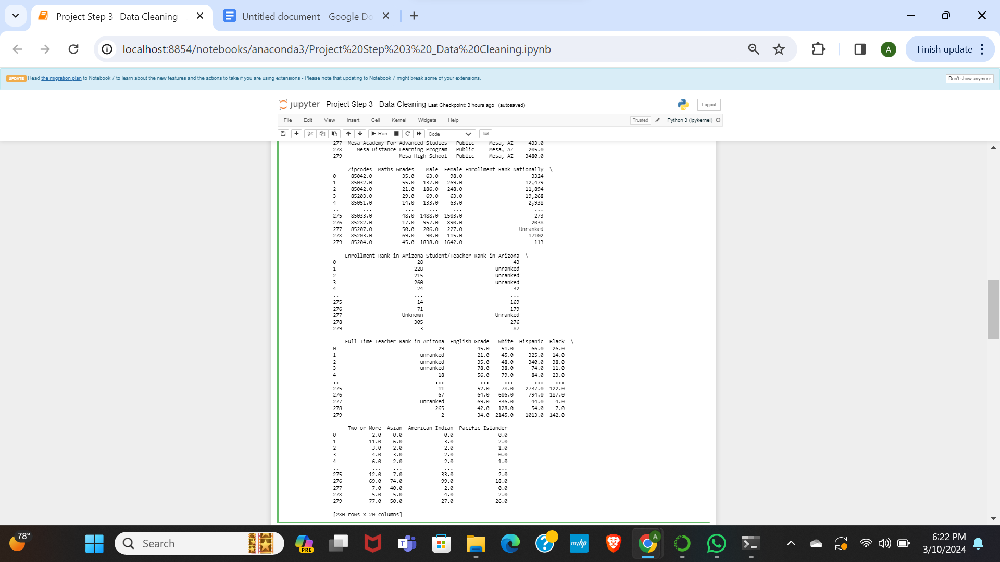 Project Step 3 _Data Cleaning -
Untitled document - Google Do
localhost:8854/notebooks/anaconda3/Project%20Step%203%20_Data%20Cleaning.ipynb
A
Finish update
UPDATE Read the migration plan to Notebook 7 to learn about the new features and the actions to take if you are using extensions - Please note that updating to Notebook 7 might break some of your extensions.
Don't show anymore
jupyter Project Step 3 _Data Cleaning Last Checkpoint: 3 hours ago (autosaved)
Logout
File Edit View Insert Cell Kernel Widgets Help
Trusted Python 3 (ipykernel)
Run Code
277 Mesa Academy For Advanced Studies Public Mesa, AZ 433.0
278 Mesa Distance Learning Program Public Mesa, AZ 205.0
279 Mesa High School Public Mesa, AZ 3480.0
Zipcodes Maths Grades Male Female Enrollment Rank Nationally \
0 85042.0 35.0 63.0 98.0 3324
1 85032.0 55.0 137.0 269.0 12,479
2 85042.0 21.0 186.0 248.0 11,894
3 85203.0 29.0 69.0 63.0 19,268
4 85051.0 14.0 133.0 63.0 2,938
.. ... ... ... ... ...
275 85033.0 48.0 1488.0 1503.0 273
276 85282.0 17.0 957.0 890.0 2038
277 85207.0 50.0 206.0 227.0 Unranked
278 85203.0 69.0 90.0 115.0 17102
279 85204.0 45.0 1838.0 1642.0 113
Enrollment Rank in Arizona Student/Teacher Rank in Arizona \
0 28 43
1 228 unranked
2 215 unranked
3 260 unranked
4 24 32
.. ... ...
275 14 169
276 71 179
277 Unknown Unranked
278 305 276
279 3 87
Full Time Teacher Rank in Arizona English Grade White Hispanic Black \
0 29 45.0 51.0 66.0 26.0
1 unranked 21.0 45.0 325.0 14.0
2 unranked 35.0 48.0 340.0 38.0
3 unranked 78.0 38.0 74.0 11.0
4 18 56.0 79.0 84.0 23.0
.. ... ... ... ... ...
275 11 52.0 78.0 2737.0 122.0
276 67 64.0 606.0 794.0 187.0
277 Unranked 69.0 336.0 44.0 4.0
278 265 42.0 128.0 54.0 7.0
279 2 34.0 2145.0 1013.0 142.0
Two or More Asian American Indian Pacific Islander
0 2.0 0.0 0.0 0.0
1 11.0 6.0 3.0 2.0
2 3.0 2.0 2.0 1.0
3 4.0 3.0 2.0 0.0
4 6.0 2.0 2.0 1.0
.. ... ... ... ...
275 12.0 7.0 33.0 2.0
276 69.0 74.0 99.0 18.0
277 7.0 40.0 2.0 0.0
278 5.0 5.0 4.0 2.0
279 77.0 50.0 27.0 26.0
[280 rows x 20 columns]
78°
Search
PRE
T
myhp
A
6:22 PM
3/10/2024